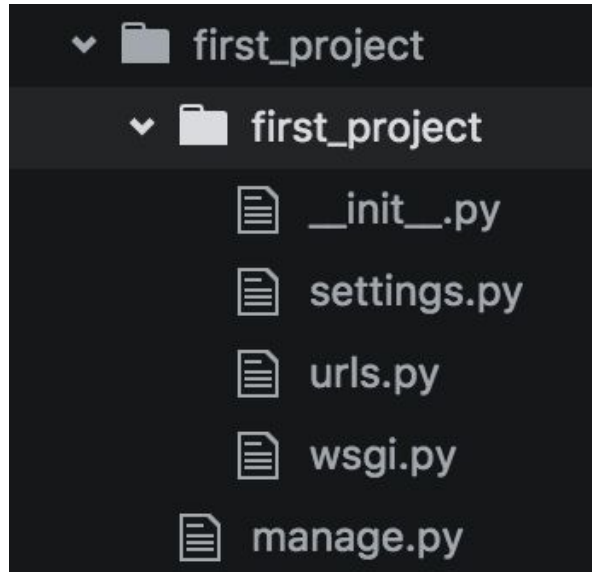 first_project
first_project
__init__.py
settings.py
urls.py
wsgi.py
manage.py